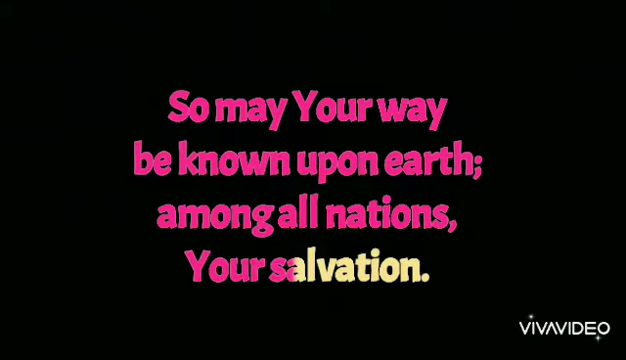 So may Your way
be known upon earth;
among all nations,
Your salvation.
VIVAVIDEO